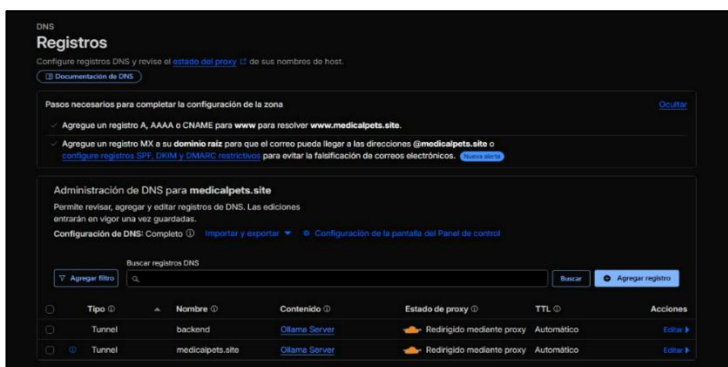 DNS
Registros
Configure registros DNS y revise el estado del proxy de sus nombres de host.
Documentación de DNS
Pasos necesarios para completar la configuración de la zona
Ocultar
Agregue un registro A, AAAA o CNAME para www para resolver www.medicalpets.site.
Agregue un registro MX a su dominio raíz para que el correo pueda llegar a las direcciones @medicalpets.site o
configure registros SPF, DKIM y DMARC restrictivos para evitar la falsificación de correos electrónicos. Nueva alerta
Administración de DNS para medicalpets.site
Permite revisar, agregar y editar registros de DNS. Las ediciones
entrarán en vigor una vez guardadas.
Configuración de DNS: Completo Importar y exportar Configuración de la pantalla del Panel de control
Buscar registros DNS
Agregar filtro Buscar Agregar registro
Tipo Nombre Contenido Estado de proxy TTL Acciones
Tunnel backend Ollama Server Redirigido mediante proxy Automático Editar
Tunnel medicalpets.site Ollama Server Redirigido mediante proxy Automático Editar